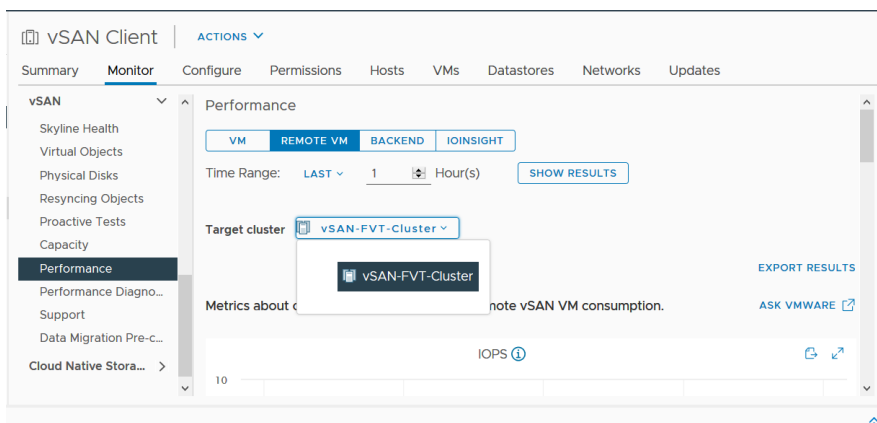 vSAN Client ACTIONS
Summary Monitor Configure Permissions Hosts VMs Datastores Networks Updates
vSAN
Skyline Health
Virtual Objects
Physical Disks
Resyncing Objects
Proactive Tests
Capacity
Performance
Performance Diagno...
Support
Data Migration Pre-c...
Cloud Native Stora...
Performance
VM REMOTE VM BACKEND IOINSIGHT
Time Range: LAST 1 Hour(s) SHOW RESULTS
Target cluster vSAN-FVT-Cluster
vSAN-FVT-Cluster
EXPORT RESULTS
Metrics about vSAN VM consumption.
ASK VMWARE
IOPS
10